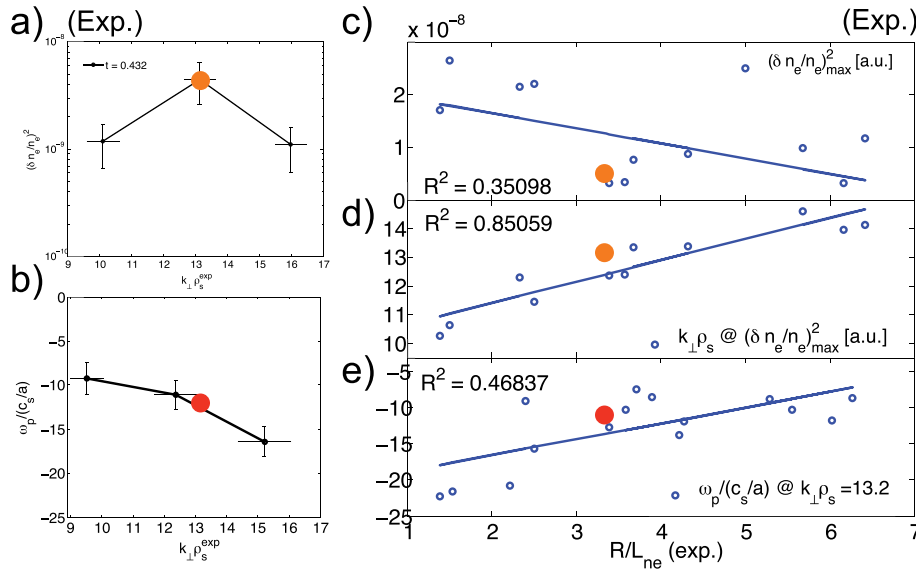 a) (Exp.)
10^-8
t = 0.432
(δ n_e/n_e)^2
10^-9
10^-10
9 10 11 12 13 14 15 16 17
k_⊥ρ_s^exp
b)
0
−5
−10
−15
−20
−25
ω_p/(c_s/a)
9 10 11 12 13 14 15 16 17
k_⊥ρ_s^exp
c) x 10^-8 (Exp.)
(δ n_e/n_e)^2_max [a.u.]
2
1
0
R^2 = 0.35098
d)
R^2 = 0.85059
14
13
12
11
10
k_⊥ρ_s @ (δ n_e/n_e)^2_max [a.u.]
e)
−5
R^2 = 0.46837
−10
−15
−20
−25
ω_p/(c_s/a) @ k_⊥ρ_s =13.2
1 2 3 4 5 6 7
R/L_ne (exp.)